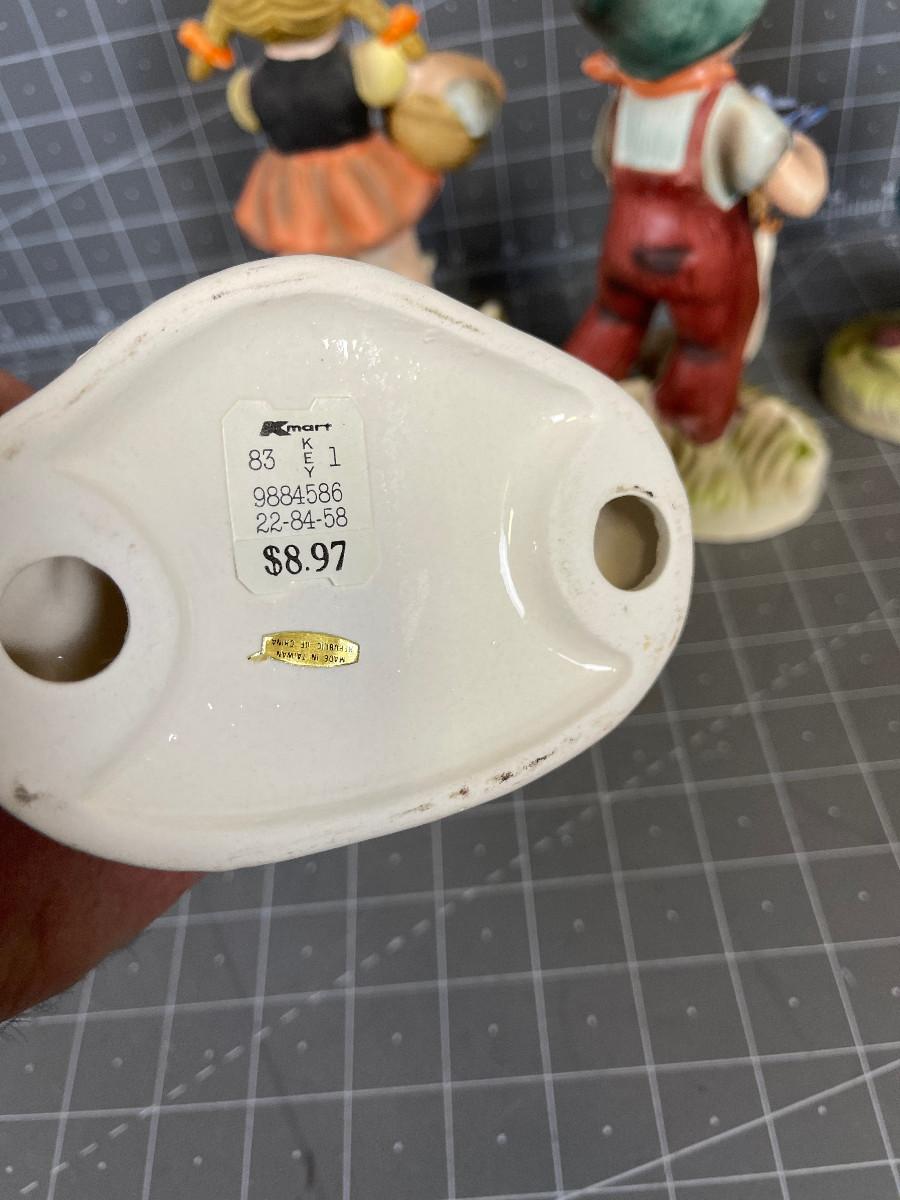 Kmart
83 KEY 1
9884586
22-84-58
$8.97
MADE IN TAIWAN
REPUBLIC OF CHINA